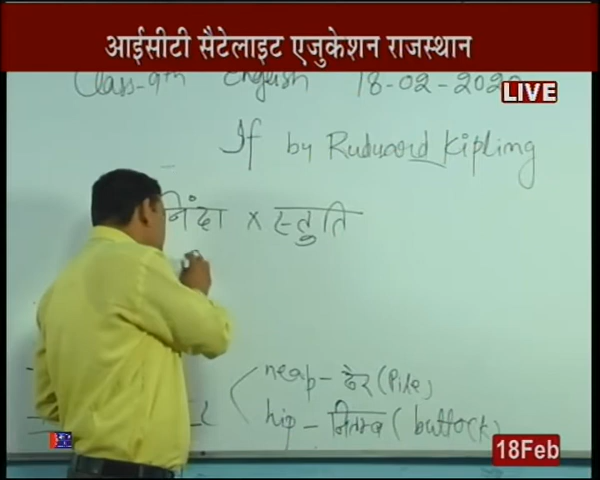 आईसीटी सैटेलाइट एजुकेशन राजस्थान
LIVE
Class-9th English 18-02-2020
If by Kipling
निंदा x स्तुति
heap - ढेर (Pile)
hip - नितम्ब (buttock)
18Feb